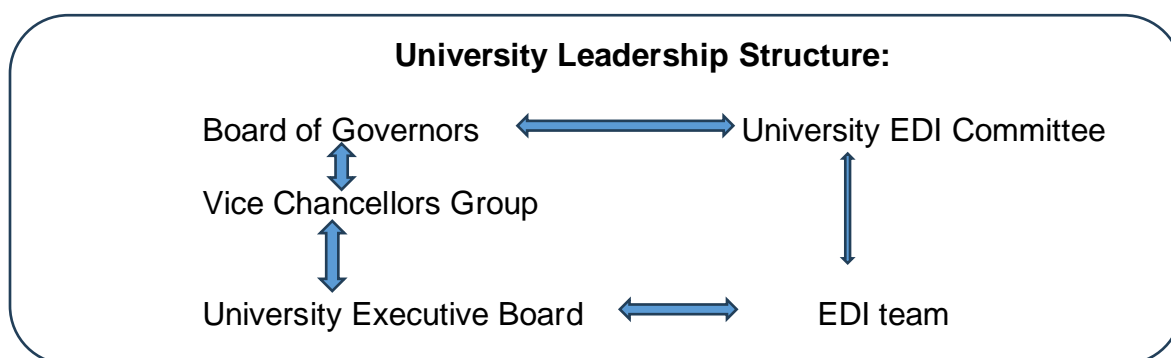 University Leadership Structure:
Board of Governors University EDI Committee
Vice Chancellors Group
University Executive Board EDI team